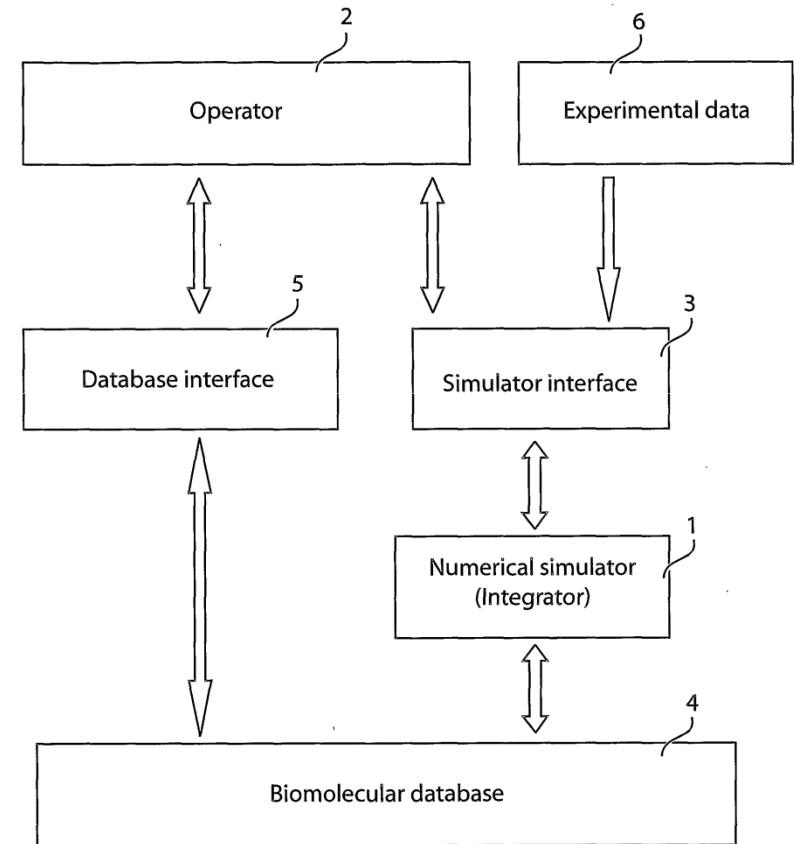 2
6
Operator
Experimental data
5
3
Database interface
Simulator interface
1
Numerical simulator
(Integrator)
4
Biomolecular database